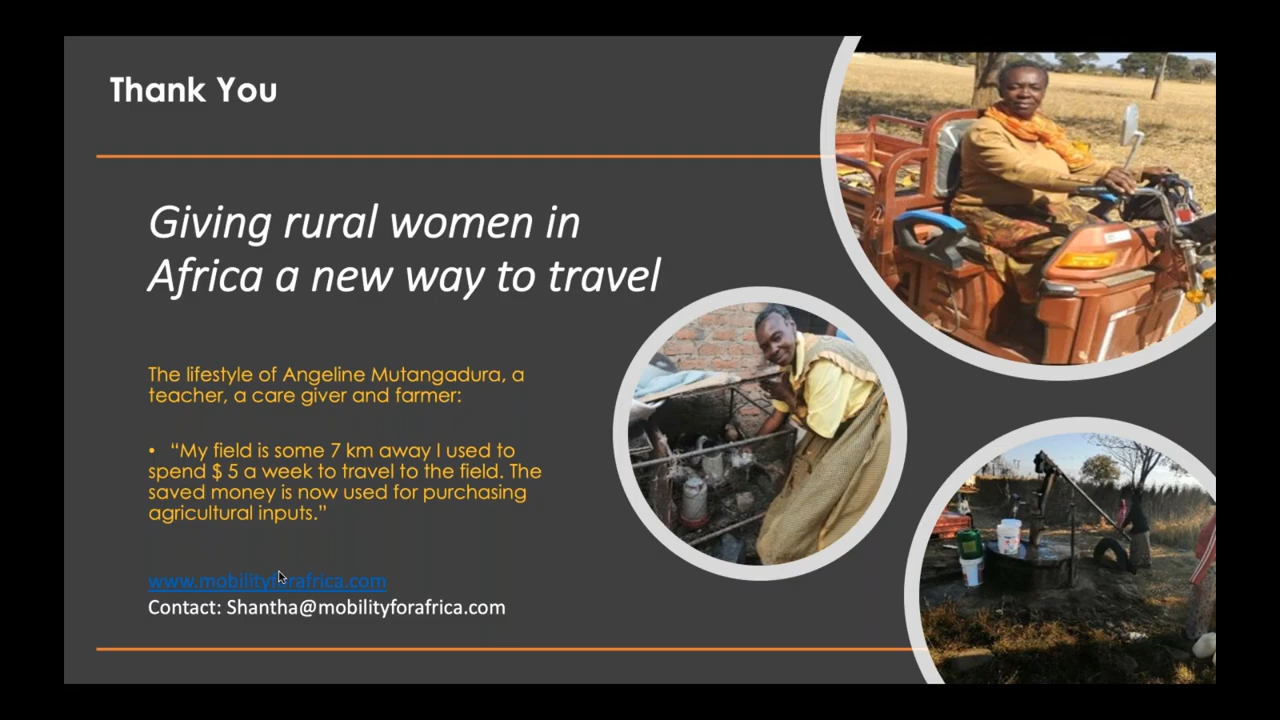 Thank You
Giving rural women in
Africa a new way to travel
The lifestyle of Angeline Mutangadura, a
teacher, a care giver and farmer:
• “My field is some 7 km away I used to
spend $ 5 a week to travel to the field. The
saved money is now used for purchasing
agricultural inputs.”
www.mobilityforafrica.com
Contact: Shantha@mobilityforafrica.com